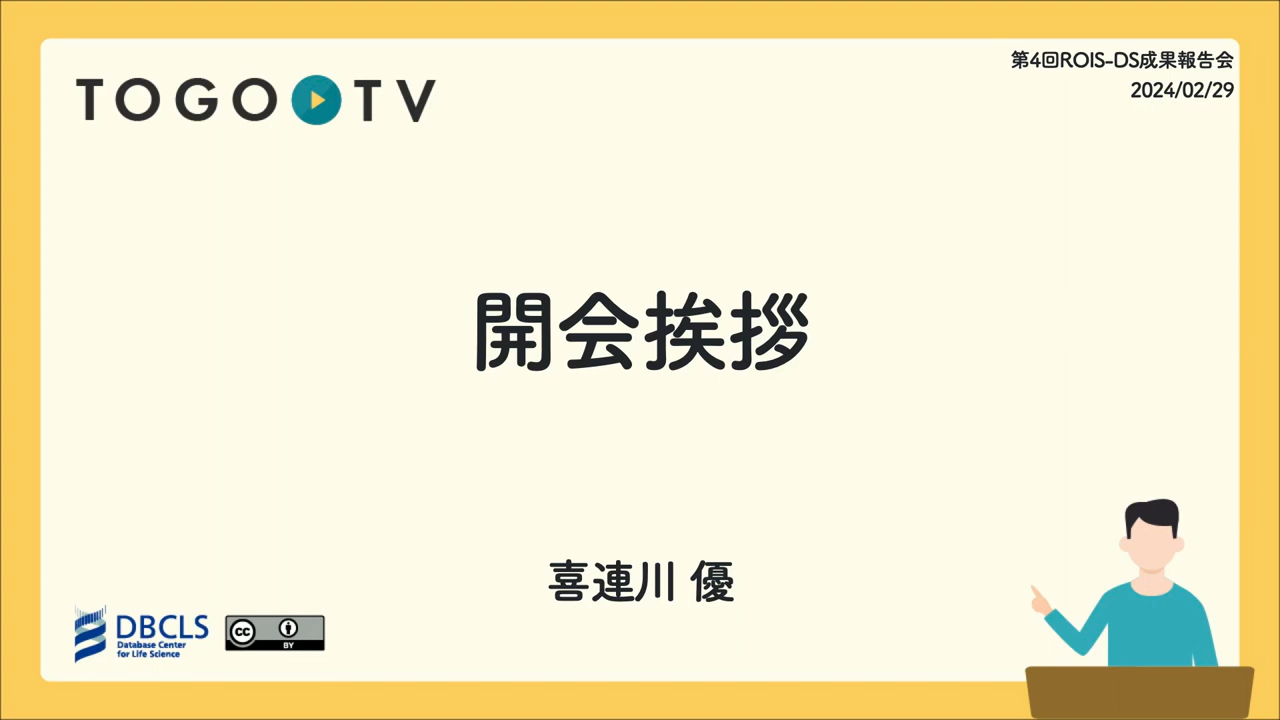 TOGO TV
第4回ROIS-DS成果報告会
2024/02/29
開会挨拶
喜連川 優
DBCLS
Database Center
for Life Science
cc
BY